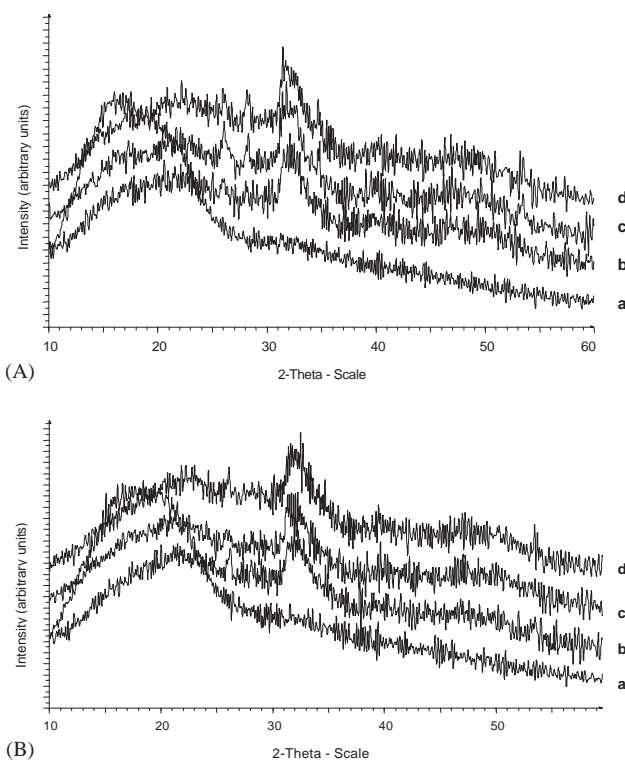 Intensity (arbitrary units)
d
c
b
a
10 20 30 40 50 60
(A)
2-Theta - Scale
Intensity (arbitrary units)
d
c
b
a
10 20 30 40 50
(B)
2-Theta - Scale